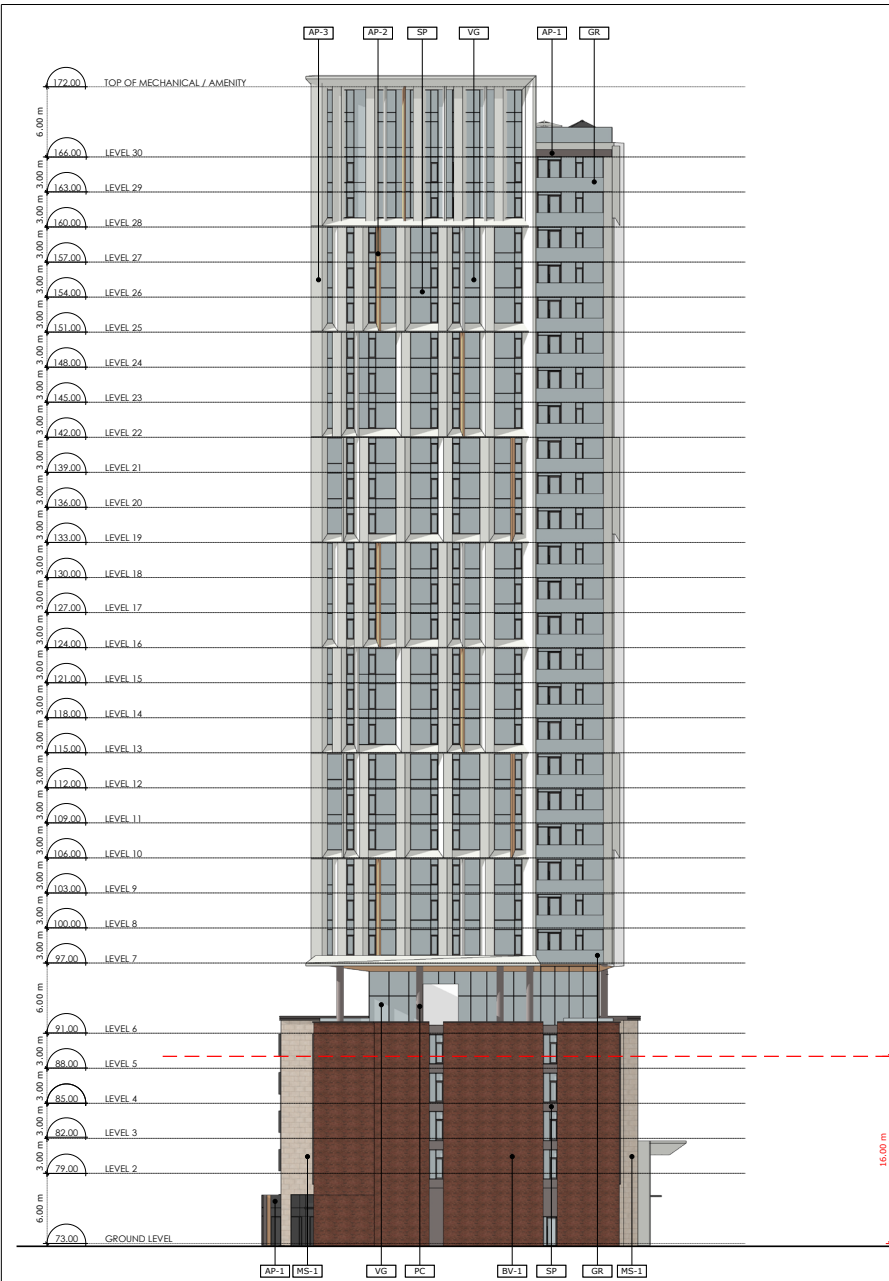 AP-3 AP-2 SP VG AP-1 GR
172.00 TOP OF MECHANICAL / AMENITY
6.00 m
166.00 LEVEL 30
3.00 m
163.00 LEVEL 29
3.00 m
160.00 LEVEL 28
3.00 m
157.00 LEVEL 27
3.00 m
154.00 LEVEL 26
3.00 m
151.00 LEVEL 25
3.00 m
148.00 LEVEL 24
3.00 m
145.00 LEVEL 23
3.00 m
142.00 LEVEL 22
3.00 m
139.00 LEVEL 21
3.00 m
136.00 LEVEL 20
3.00 m
133.00 LEVEL 19
3.00 m
130.00 LEVEL 18
3.00 m
127.00 LEVEL 17
3.00 m
124.00 LEVEL 16
3.00 m
121.00 LEVEL 15
3.00 m
118.00 LEVEL 14
3.00 m
115.00 LEVEL 13
3.00 m
112.00 LEVEL 12
3.00 m
109.00 LEVEL 11
3.00 m
106.00 LEVEL 10
3.00 m
103.00 LEVEL 9
3.00 m
100.00 LEVEL 8
3.00 m
97.00 LEVEL 7
6.00 m
91.00 LEVEL 6
3.00 m
88.00 LEVEL 5
3.00 m
85.00 LEVEL 4
3.00 m
82.00 LEVEL 3
3.00 m
79.00 LEVEL 2
16.00 m
6.00 m
73.00 GROUND LEVEL
AP-1 MS-1 VG PC BV-1 SP GR MS-1